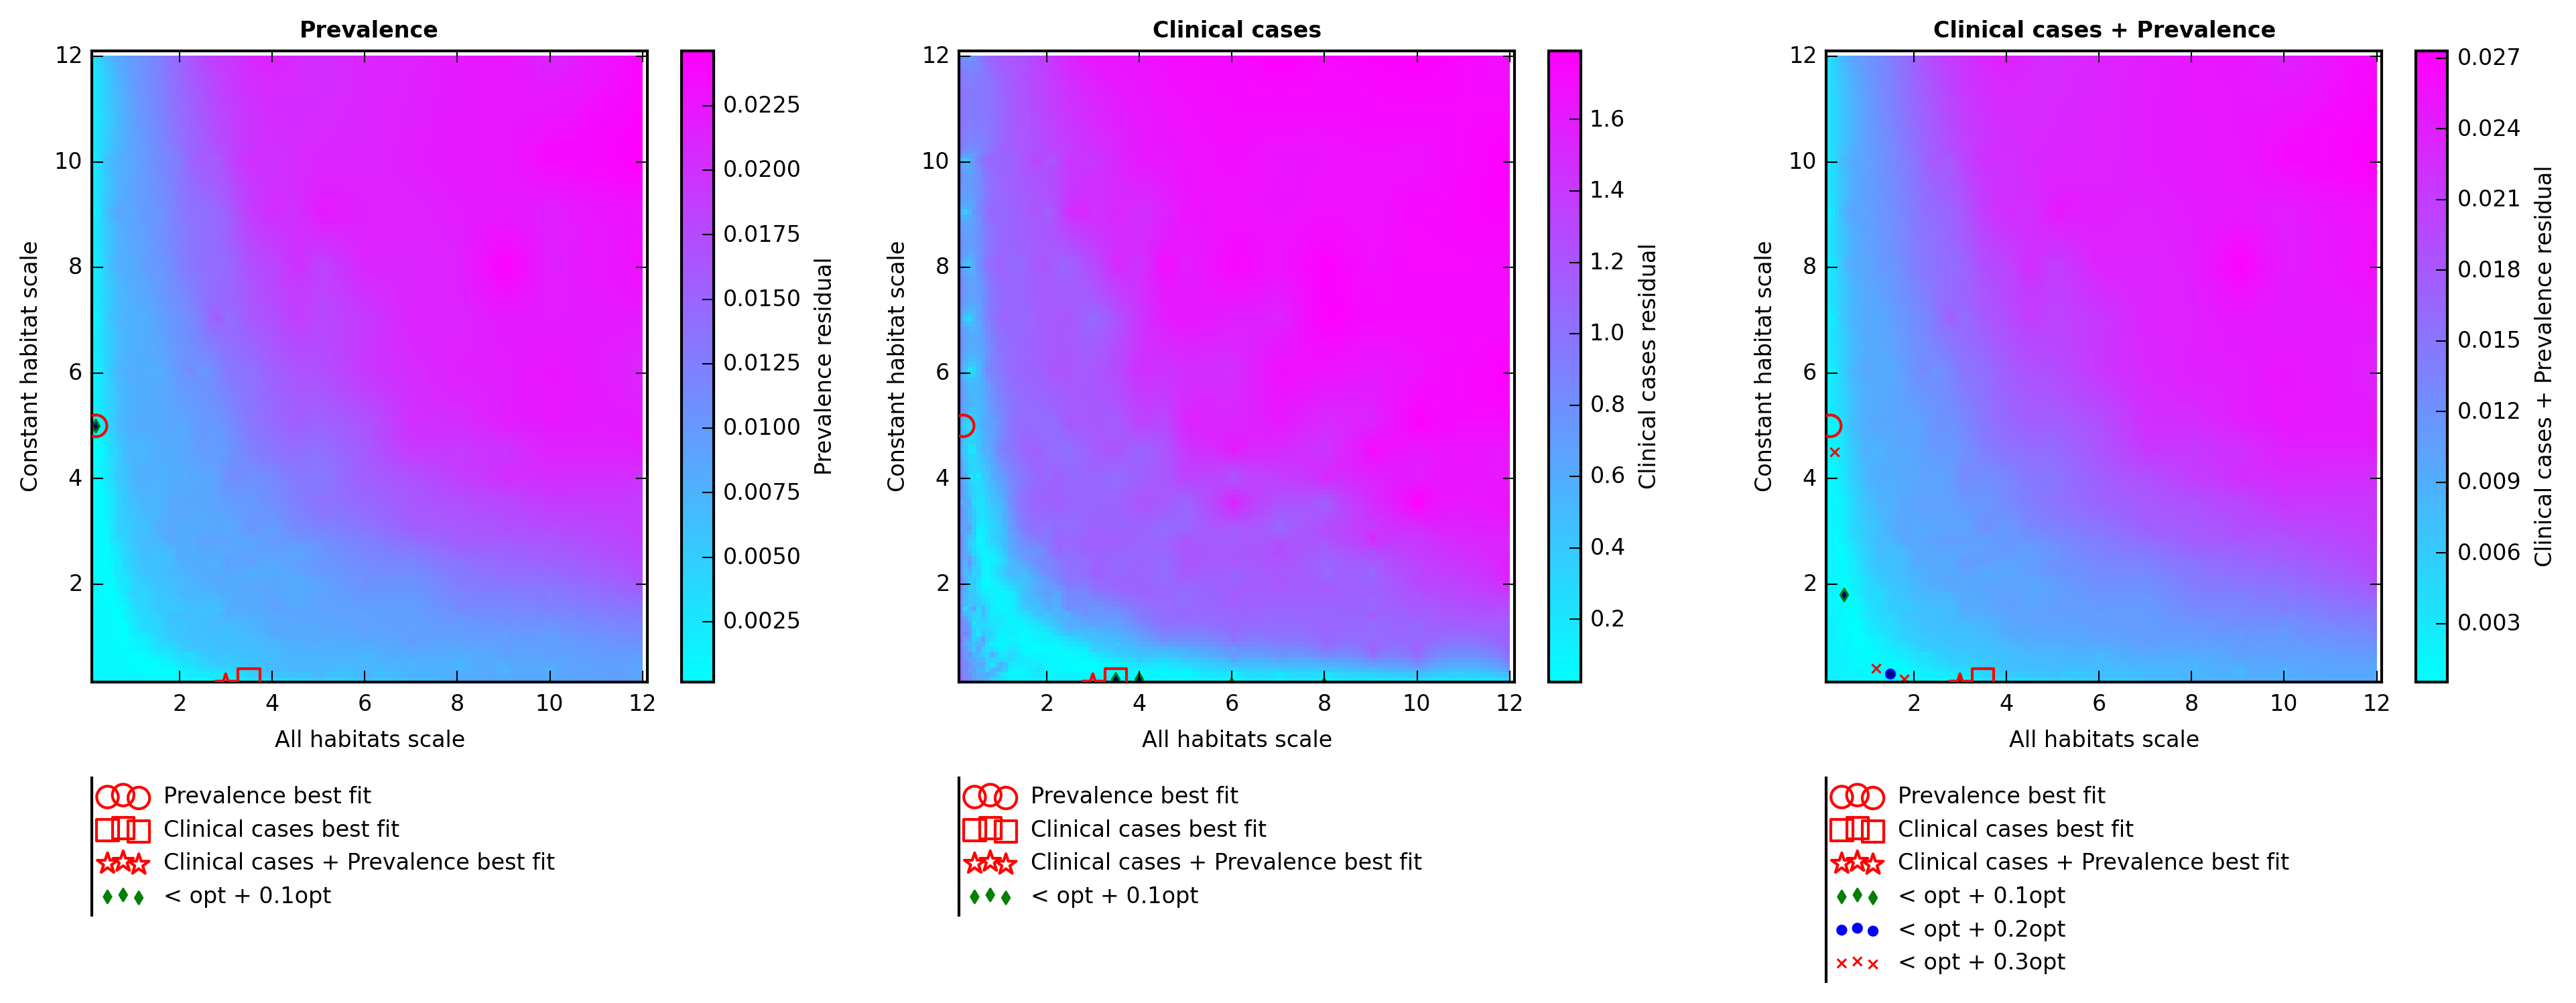 Prevalence
12
10
8
6
4
2
Constant habitat scale
2 4 6 8 10 12
All habitats scale
0.0225
0.0200
0.0175
0.0150
0.0125
0.0100
0.0075
0.0050
0.0025
Prevalence residual
Prevalence best fit
Clinical cases best fit
Clinical cases + Prevalence best fit
< opt + 0.1opt
Clinical cases
12
10
8
6
4
2
Constant habitat scale
2 4 6 8 10 12
All habitats scale
1.6
1.4
1.2
1.0
0.8
0.6
0.4
0.2
Clinical cases residual
Prevalence best fit
Clinical cases best fit
Clinical cases + Prevalence best fit
< opt + 0.1opt
Clinical cases + Prevalence
12
10
8
6
4
2
Constant habitat scale
2 4 6 8 10 12
All habitats scale
0.027
0.024
0.021
0.018
0.015
0.012
0.009
0.006
0.003
Clinical cases + Prevalence residual
Prevalence best fit
Clinical cases best fit
Clinical cases + Prevalence best fit
< opt + 0.1opt
< opt + 0.2opt
< opt + 0.3opt